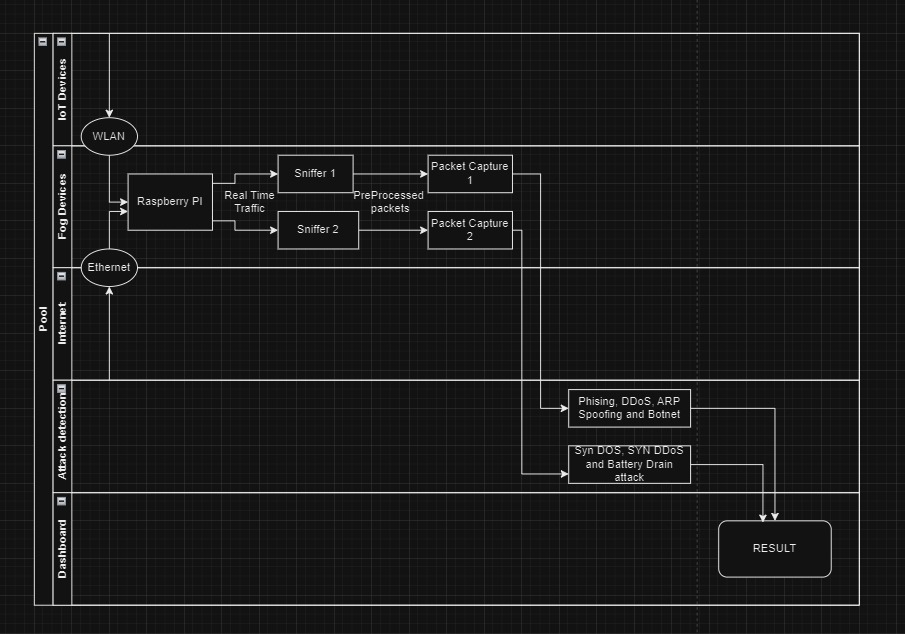 Pool
IoT Devices
WLAN
Fog Devices
Raspberry PI
Real Time
Traffic
Sniffer 1
Sniffer 2
PreProcessed
packets
Packet Capture
1
Packet Capture
2
Ethernet
Internet
Attack detection
Phising, DDoS, ARP
Spoofing and Botnet
Syn DOS, SYN DDoS
and Battery Drain
attack
Dashboard
RESULT